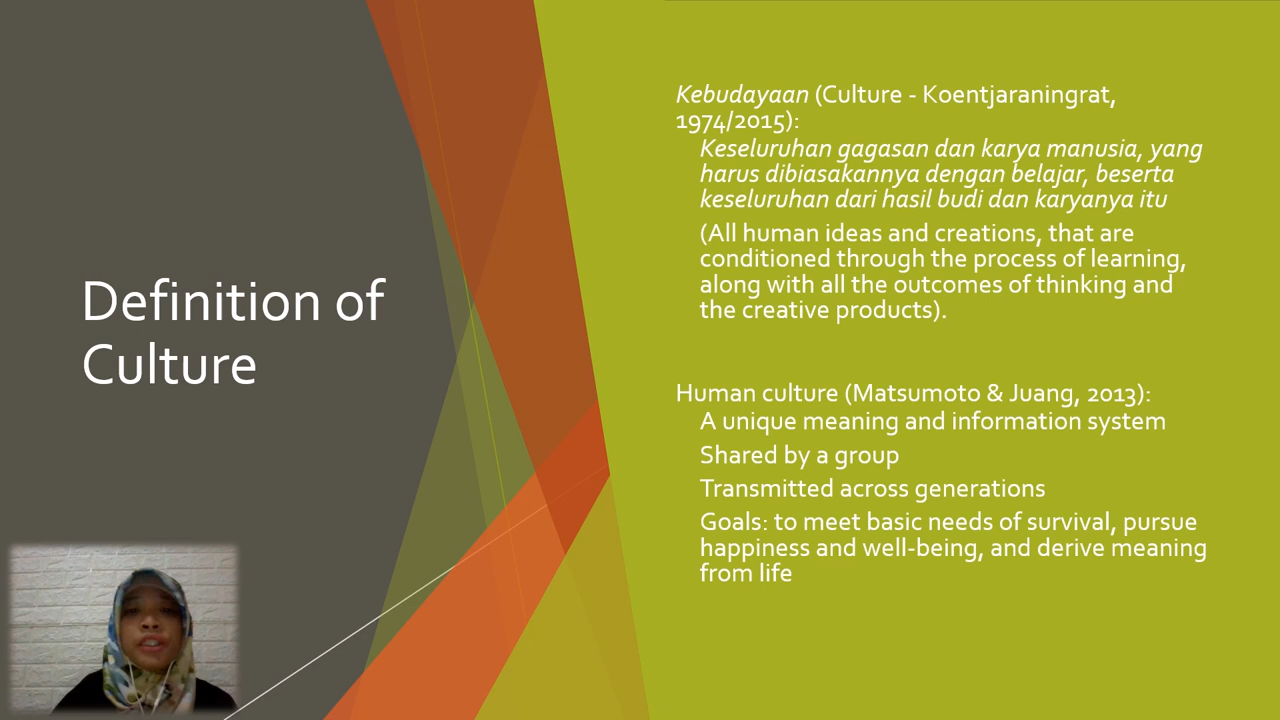 Definition of
Culture
Kebudayaan (Culture - Koentjaraningrat,
1974/2015):
Keseluruhan gagasan dan karya manusia, yang
harus dibiasakannya dengan belajar, beserta
keseluruhan dari hasil budi dan karyanya itu
(All human ideas and creations, that are
conditioned through the process of learning,
along with all the outcomes of thinking and
the creative products).
Human culture (Matsumoto & Juang, 2013):
A unique meaning and information system
Shared by a group
Transmitted across generations
Goals: to meet basic needs of survival, pursue
happiness and well-being, and derive meaning
from life